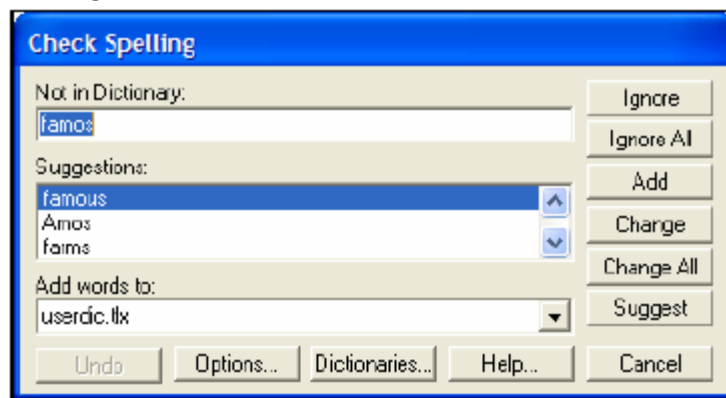 Check Spelling
Not in Dictionary:
famos
Suggestions:
famous
Amos
farms
Add words to:
userdic.tlx
Ignore
Ignore All
Add
Change
Change All
Suggest
Undo
Options...
Dictionaries...
Help...
Cancel